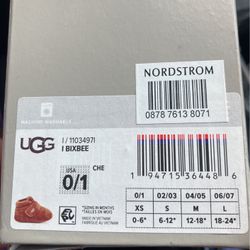 MACHINE WASHABLE
NORDSTROM
0878 7613 8071
UGG
I / 1103497I
I BIXBEE
CHE
USA
0/1
1 94715 36448 6
*SIZING IN MONTHS
*TAILLES EN MOIS
MADE IN VIETNAM
FABRIQUÉ AU VIETNAM
0/1 02/03 04/05 06/07
XS S M L
0-6* 6-12* 12-18* 18-24*